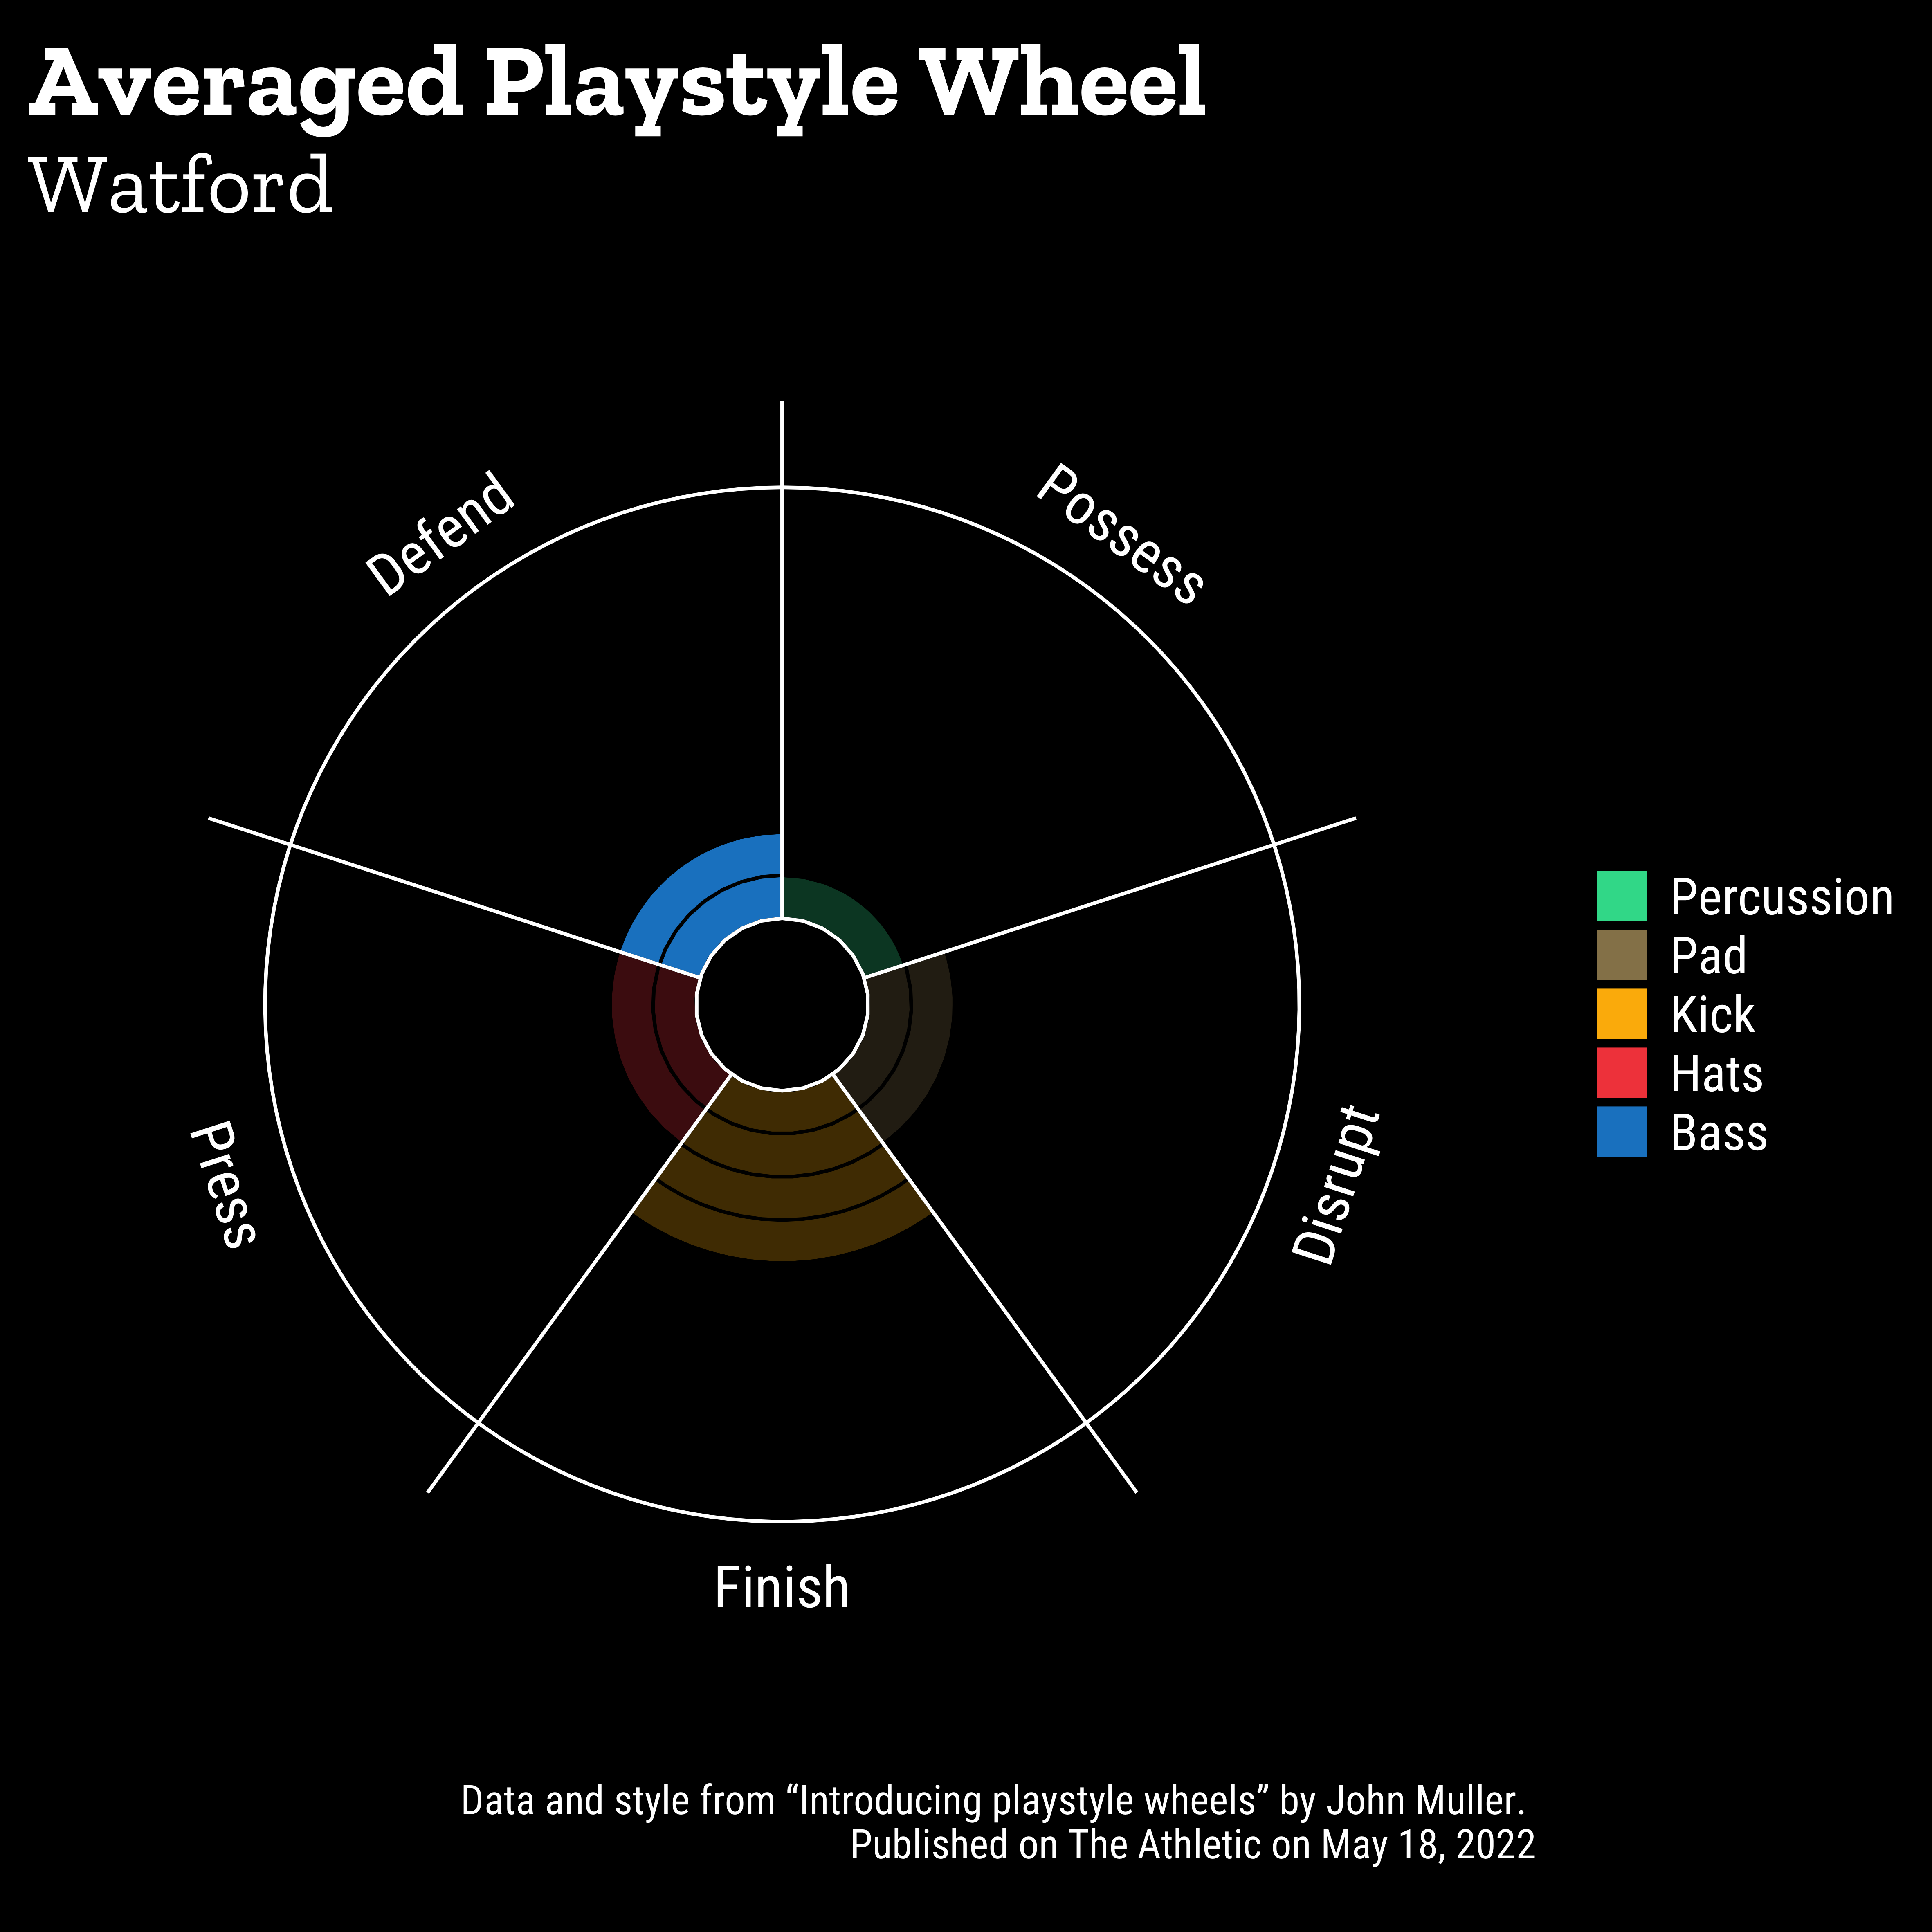 Averaged Playstyle Wheel
Watford
Defend
Possess
Press
Disrupt
Finish
Percussion
Pad
Kick
Hats
Bass
Data and style from “Introducing playstyle wheels” by John Muller.
Published on The Athletic on May 18, 2022